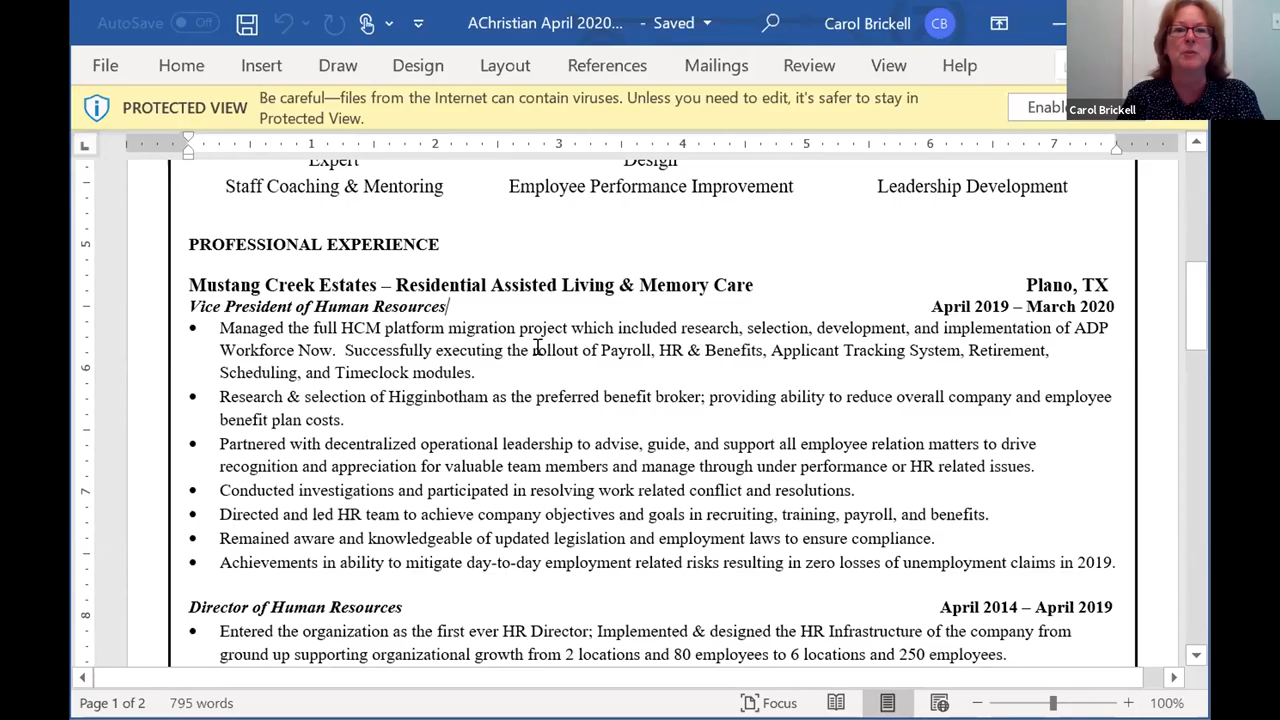 AutoSave Off AChristian April 2020... - Saved Carol Brickell CB
File Home Insert Draw Design Layout References Mailings Review View Help
PROTECTED VIEW Be careful—files from the Internet can contain viruses. Unless you need to edit, it's safer to stay in
Protected View.
Carol Brickell
1 2 3 4 5 6 7
Expert Design
Staff Coaching & Mentoring Employee Performance Improvement Leadership Development
5
PROFESSIONAL EXPERIENCE
Mustang Creek Estates – Residential Assisted Living & Memory Care Plano, TX
Vice President of Human Resources/ April 2019 – March 2020
• Managed the full HCM platform migration project which included research, selection, development, and implementation of ADP
Workforce Now. Successfully executing the rollout of Payroll, HR & Benefits, Applicant Tracking System, Retirement,
6
Scheduling, and Timeclock modules.
• Research & selection of Higginbotham as the preferred benefit broker; providing ability to reduce overall company and employee
benefit plan costs.
• Partnered with decentralized operational leadership to advise, guide, and support all employee relation matters to drive
recognition and appreciation for valuable team members and manage through under performance or HR related issues.
7
• Conducted investigations and participated in resolving work related conflict and resolutions.
• Directed and led HR team to achieve company objectives and goals in recruiting, training, payroll, and benefits.
• Remained aware and knowledgeable of updated legislation and employment laws to ensure compliance.
• Achievements in ability to mitigate day-to-day employment related risks resulting in zero losses of unemployment claims in 2019.
8
Director of Human Resources April 2014 – April 2019
• Entered the organization as the first ever HR Director; Implemented & designed the HR Infrastructure of the company from
ground up supporting organizational growth from 2 locations and 80 employees to 6 locations and 250 employees.
Page 1 of 2 795 words Focus 100%